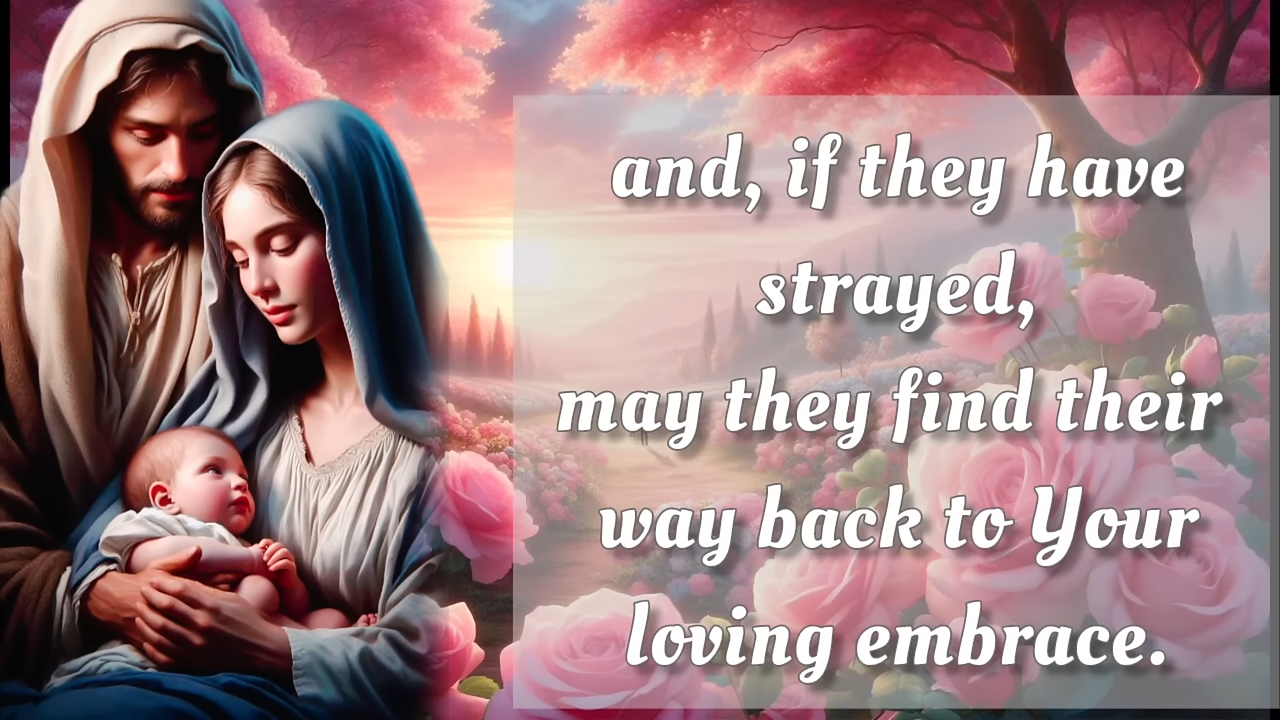 and, if they have
strayed,
may they find their
way back to Your
loving embrace.